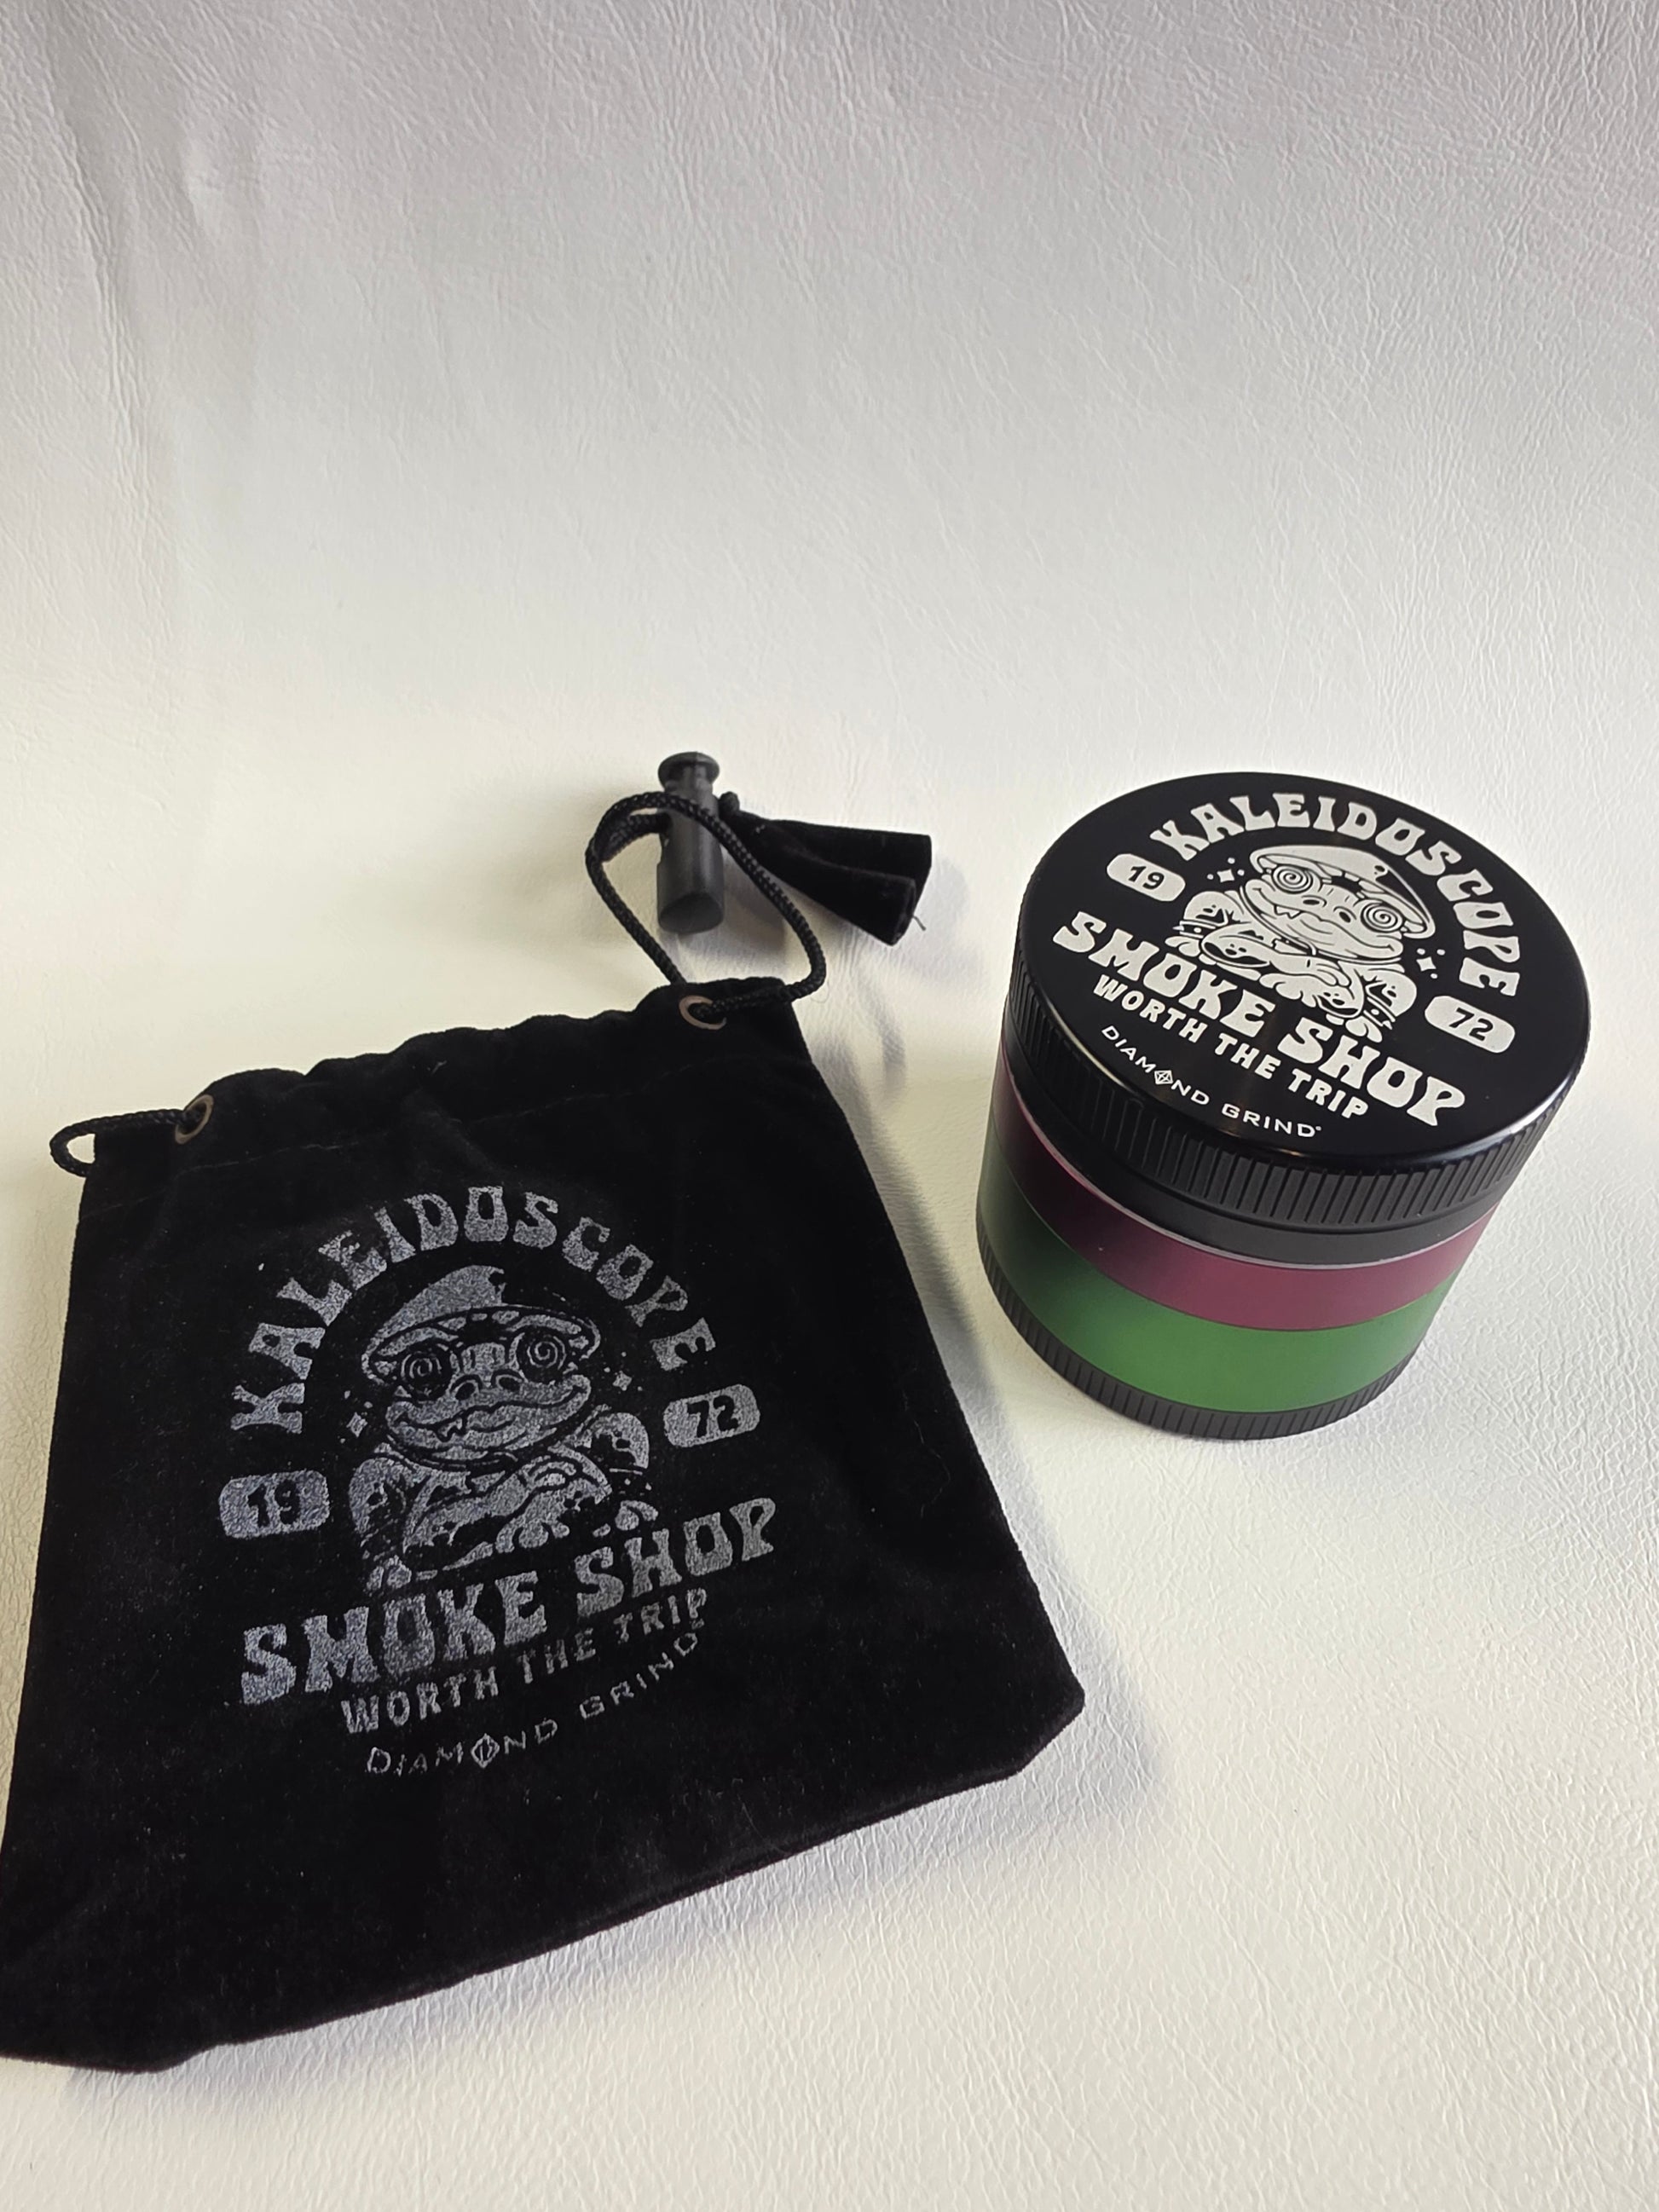 KALEIDOSCOPE
19 72
SMOKE SHOP
WORTH THE TRIP
DIAMOND GRIND
KALEIDOSCOPE
19 72
SMOKE SHOP
WORTH THE TRIP
DIAMOND GRIND®